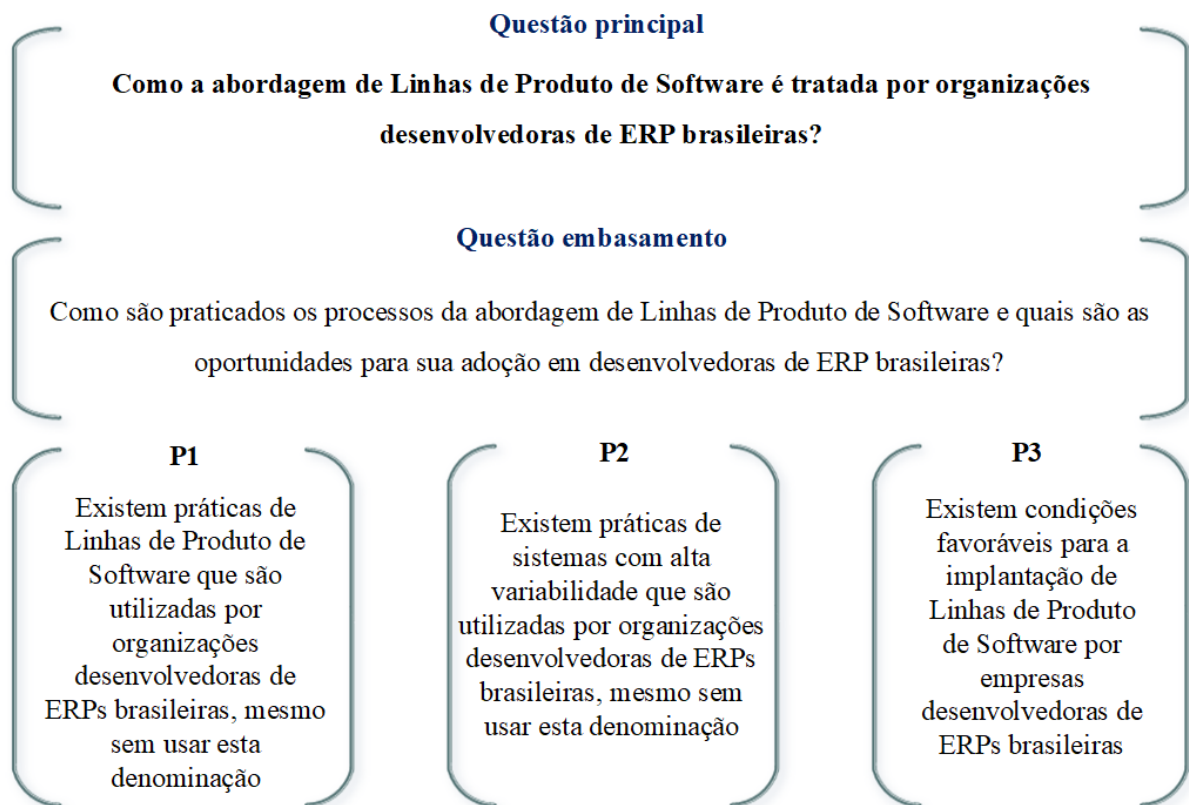 Questão principal
Como a abordagem de Linhas de Produto de Software é tratada por organizações
desenvolvedoras de ERP brasileiras?
Questão embasamento
Como são praticados os processos da abordagem de Linhas de Produto de Software e quais são as
oportunidades para sua adoção em desenvolvedoras de ERP brasileiras?
P1
Existem práticas de
Linhas de Produto de
Software que são
utilizadas por
organizações
desenvolvedoras de
ERPs brasileiras, mesmo
sem usar esta
denominação
P2
Existem práticas de
sistemas com alta
variabilidade que são
utilizadas por organizações
desenvolvedoras de ERPs
brasileiras, mesmo sem
usar esta denominação
P3
Existem condições
favoráveis para a
implantação de
Linhas de Produto
de Software por
empresas
desenvolvedoras de
ERPs brasileiras